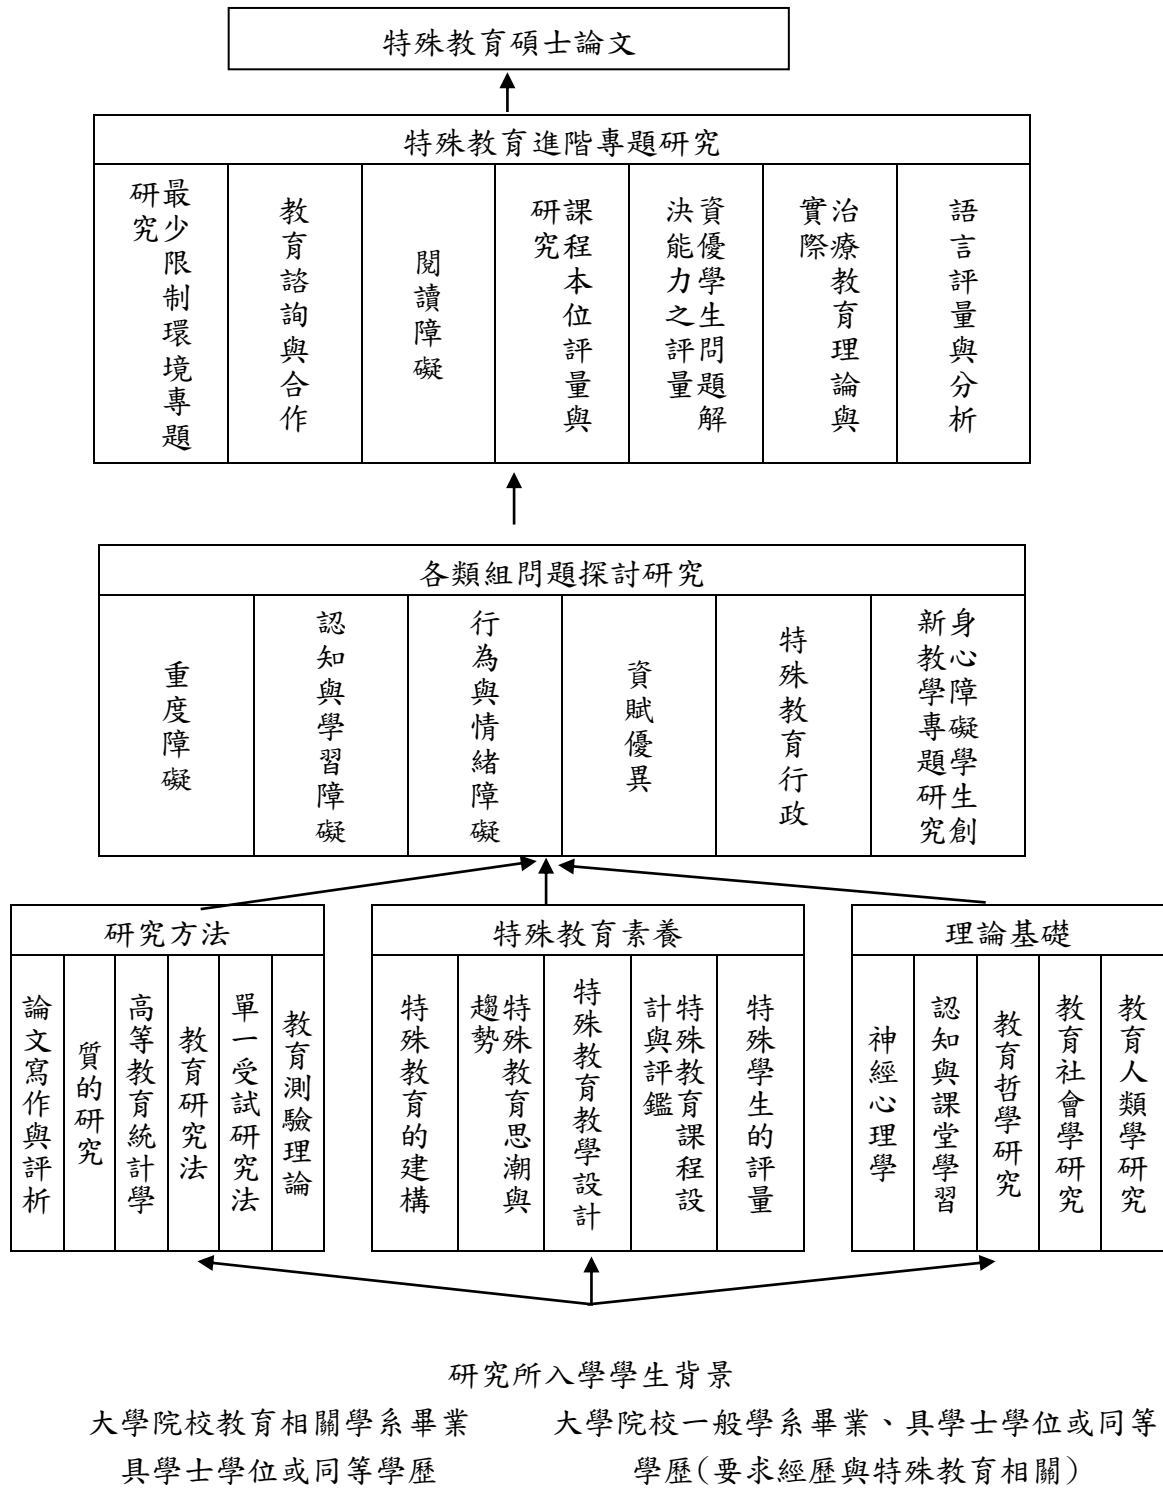 特殊教育碩士論文
特殊教育進階專題研究
最少限制環境專題
研究
教育諮詢與合作
閱讀障礙
課程本位評量與
研究
資優學生問題解
決能力之評量
治療教育理論與
實際
語言評量與分析
各類組問題探討研究
重度障礙
認知與學習障礙
行為與情緒障礙
資賦優異
特殊教育行政
身心障礙學生創
新教學專題研究
研究方法
論文寫作與評析
質的研究
高等教育統計學
教育研究法
單一受試研究法
教育測驗理論
特殊教育素養
特殊教育的建構
特殊教育思潮與
趨勢
特殊教育教學設計
特殊教育課程設
計與評鑑
特殊學生的評量
理論基礎
神經心理學
認知與課堂學習
教育哲學研究
教育社會學研究
教育人類學研究
研究所入學學生背景
大學院校教育相關學系畢業
具學士學位或同等學歷
大學院校一般學系畢業、具學士學位或同等
學歷(要求經歷與特殊教育相關)